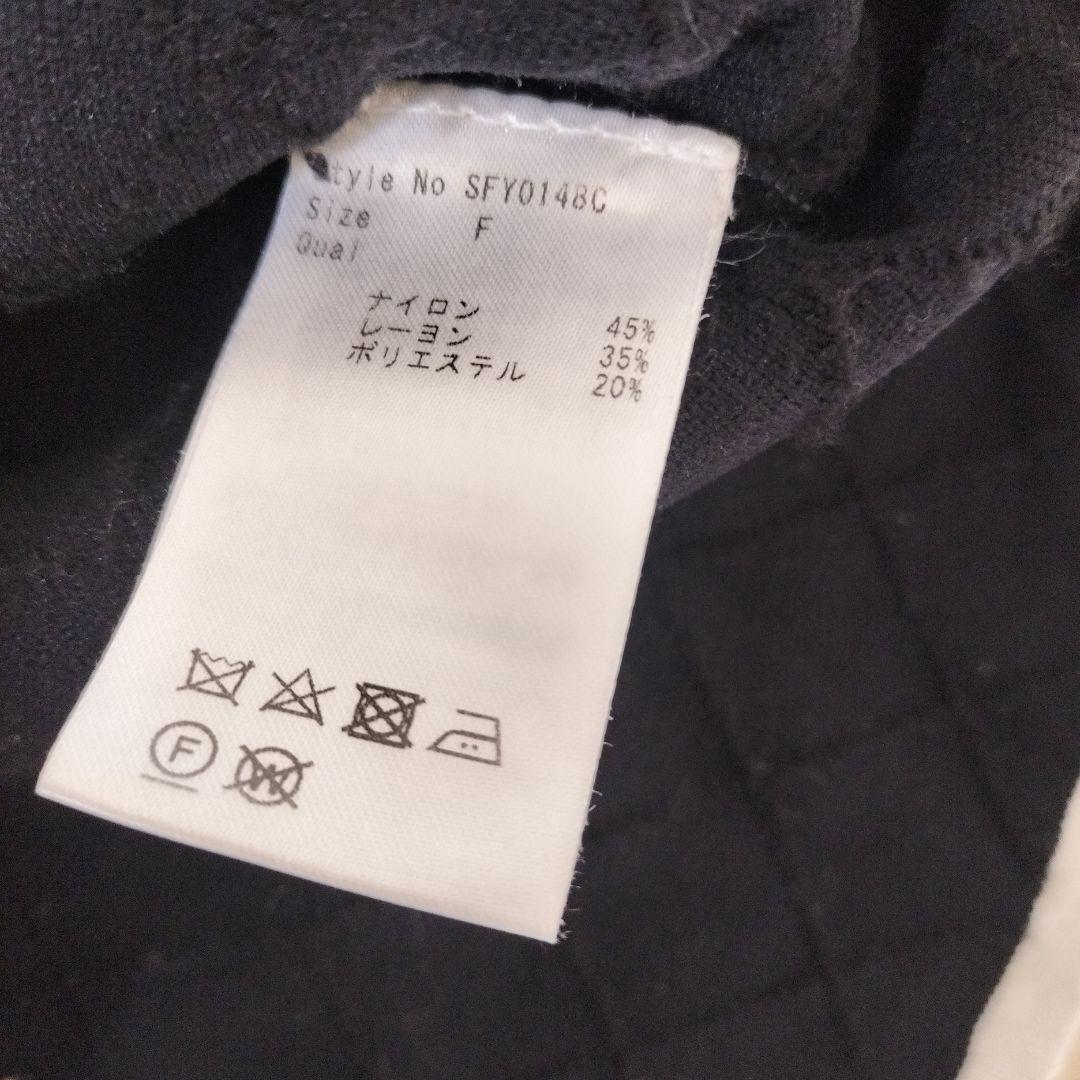 Style No SFY0148C
Size F
Qual
ナイロン 45%
レーヨン 35%
ポリエステル 20%
F W